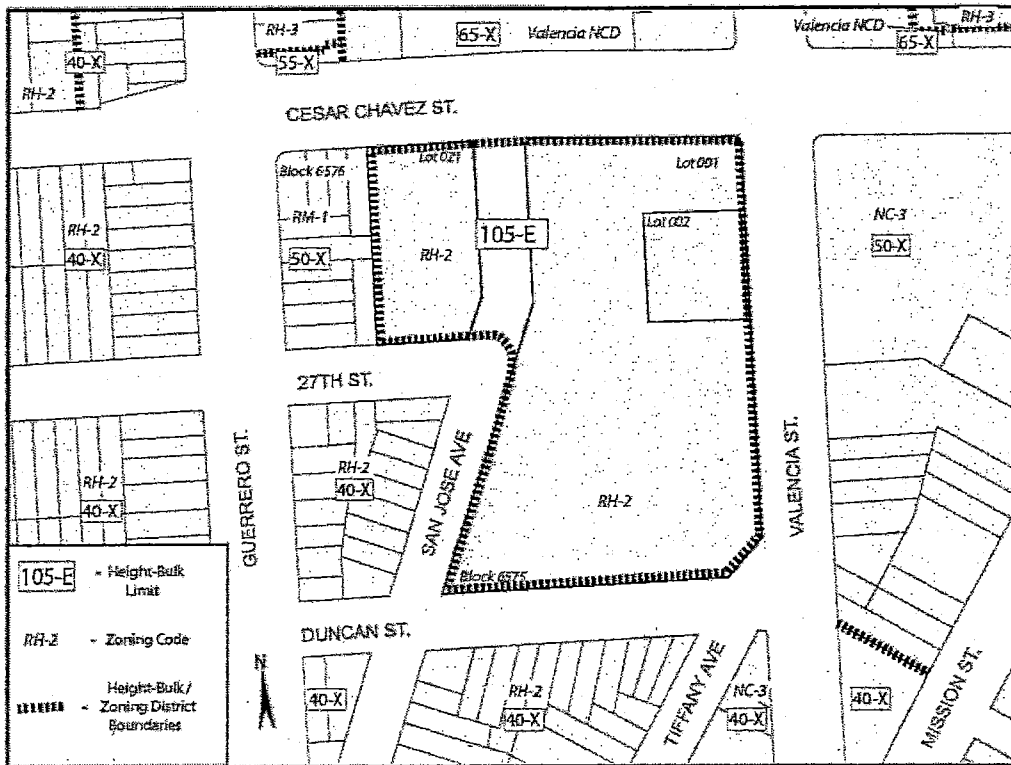 RH-3
65-X
Valencia NCD
Valencia NCD
RH-3
40-X
55-X
65-X
RH-2
CESAR CHAVEZ ST.
Block 6576
Lot 021
Lot 001
RM-1
Lot 002
NC-3
RH-2
105-E
40-X
50-X
RH-2
50-X
27TH ST.
GUERRERO ST.
SAN JOSE AVE
VALENCIA ST.
RH-2
40-X
RH-2
40-X
RH-2
Block 6575
DUNCAN ST.
105-E - Height-Bulk
Limit
RH-2 - Zoning Code
Height-Bulk /
- Zoning District
Boundaries
N
40-X
RH-2
40-X
TIFFANY AVE
NC-3
40-X
40-X
MISSION ST.